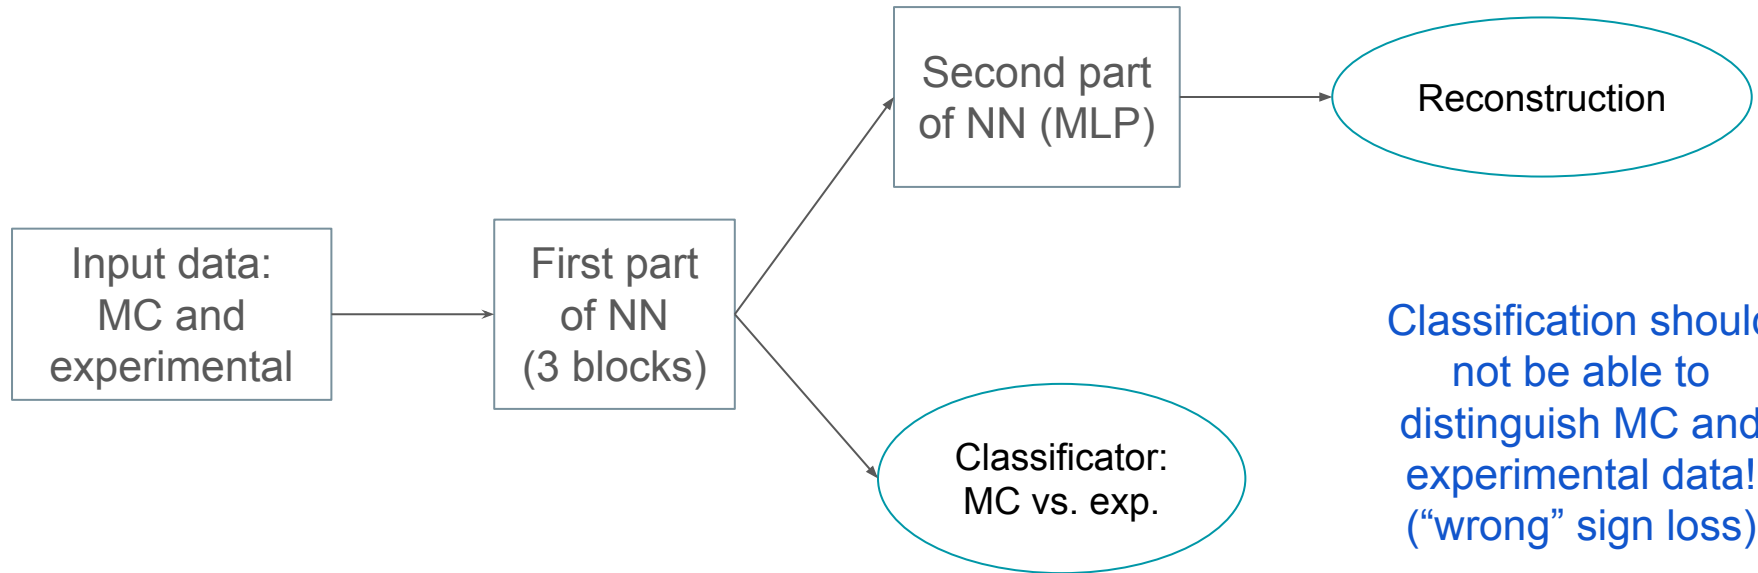 Second part
of NN (MLP)
Reconstruction
Input data:
MC and
experimental
First part
of NN
(3 blocks)
Classificator:
MC vs. exp.
Classification should
not be able to
distinguish MC and
experimental data!
(“wrong” sign loss)